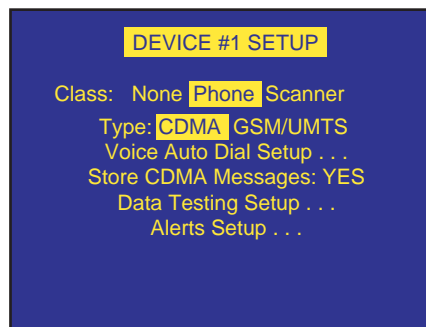 DEVICE #1 SETUP
Class: None Phone Scanner
Type: CDMA GSM/UMTS
Voice Auto Dial Setup . . .
Store CDMA Messages: YES
Data Testing Setup . . .
Alerts Setup . . .